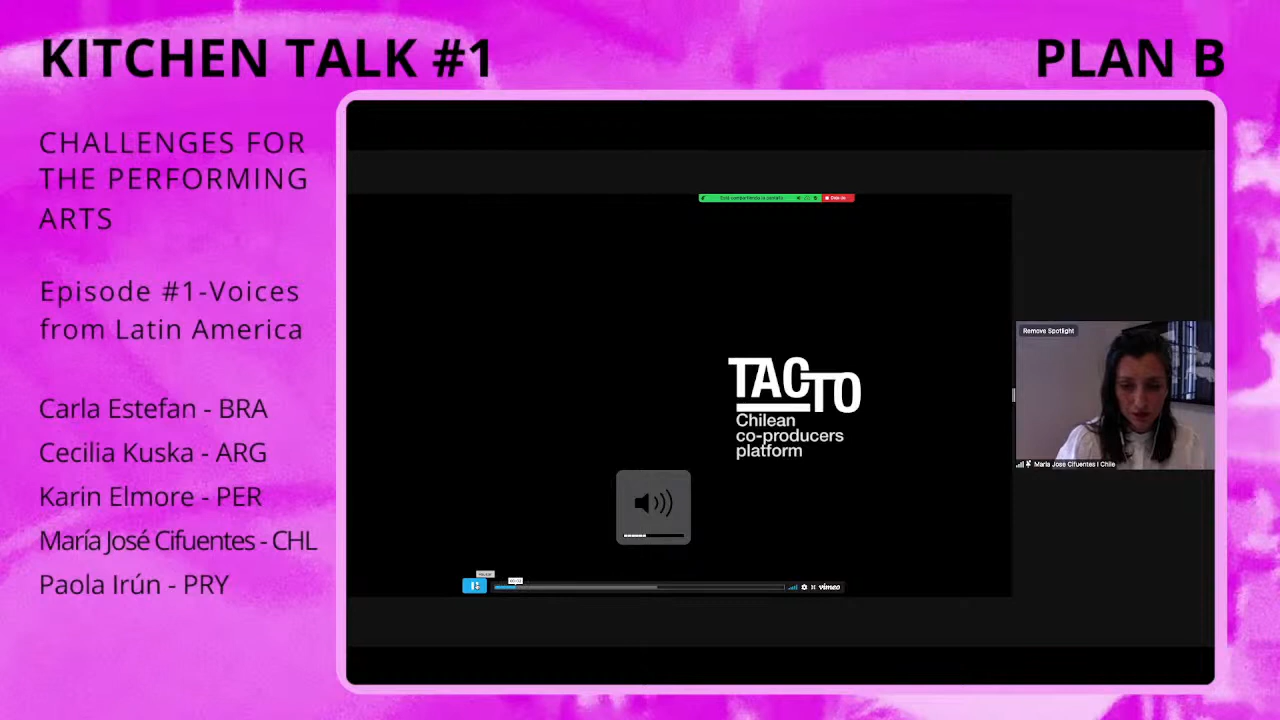 KITCHEN TALK #1
PLAN B
CHALLENGES FOR
THE PERFORMING
ARTS
Episode #1-Voices
from Latin America
Carla Estefan - BRA
Cecilia Kuska - ARG
Karin Elmore - PER
María José Cifuentes - CHL
Paola Irún - PRY
TACTO
Chilean
co-producers
platform
Remove Spotlight
María José Cifuentes I Chile
vimeo